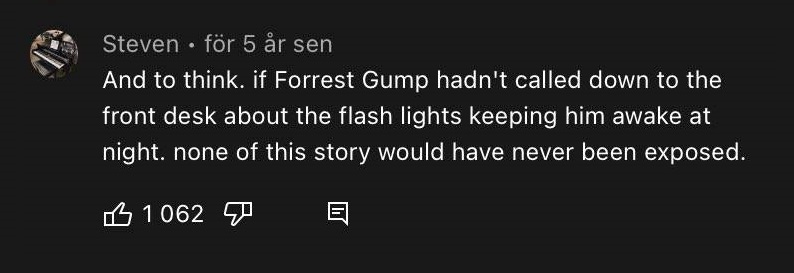 Steven • för 5 år sen
And to think. if Forrest Gump hadn't called down to the
front desk about the flash lights keeping him awake at
night. none of this story would have never been exposed.
1 062